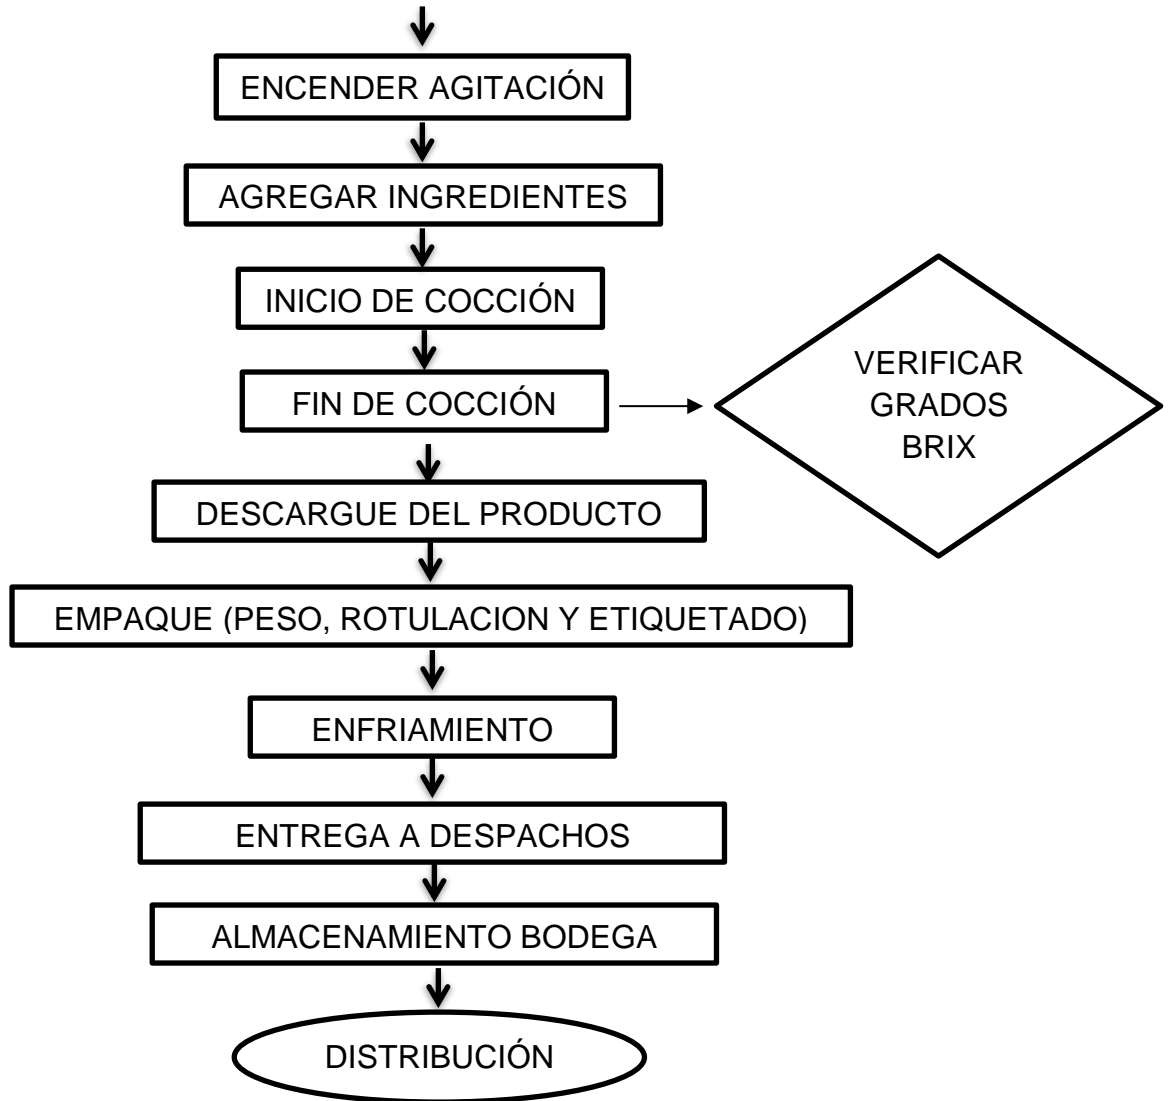 ENCENDER AGITACIÓN
AGREGAR INGREDIENTES
INICIO DE COCCIÓN
FIN DE COCCIÓN
VERIFICAR
GRADOS
BRIX
DESCARGUE DEL PRODUCTO
EMPAQUE (PESO, ROTULACION Y ETIQUETADO)
ENFRIAMIENTO
ENTREGA A DESPACHOS
ALMACENAMIENTO BODEGA
DISTRIBUCIÓN